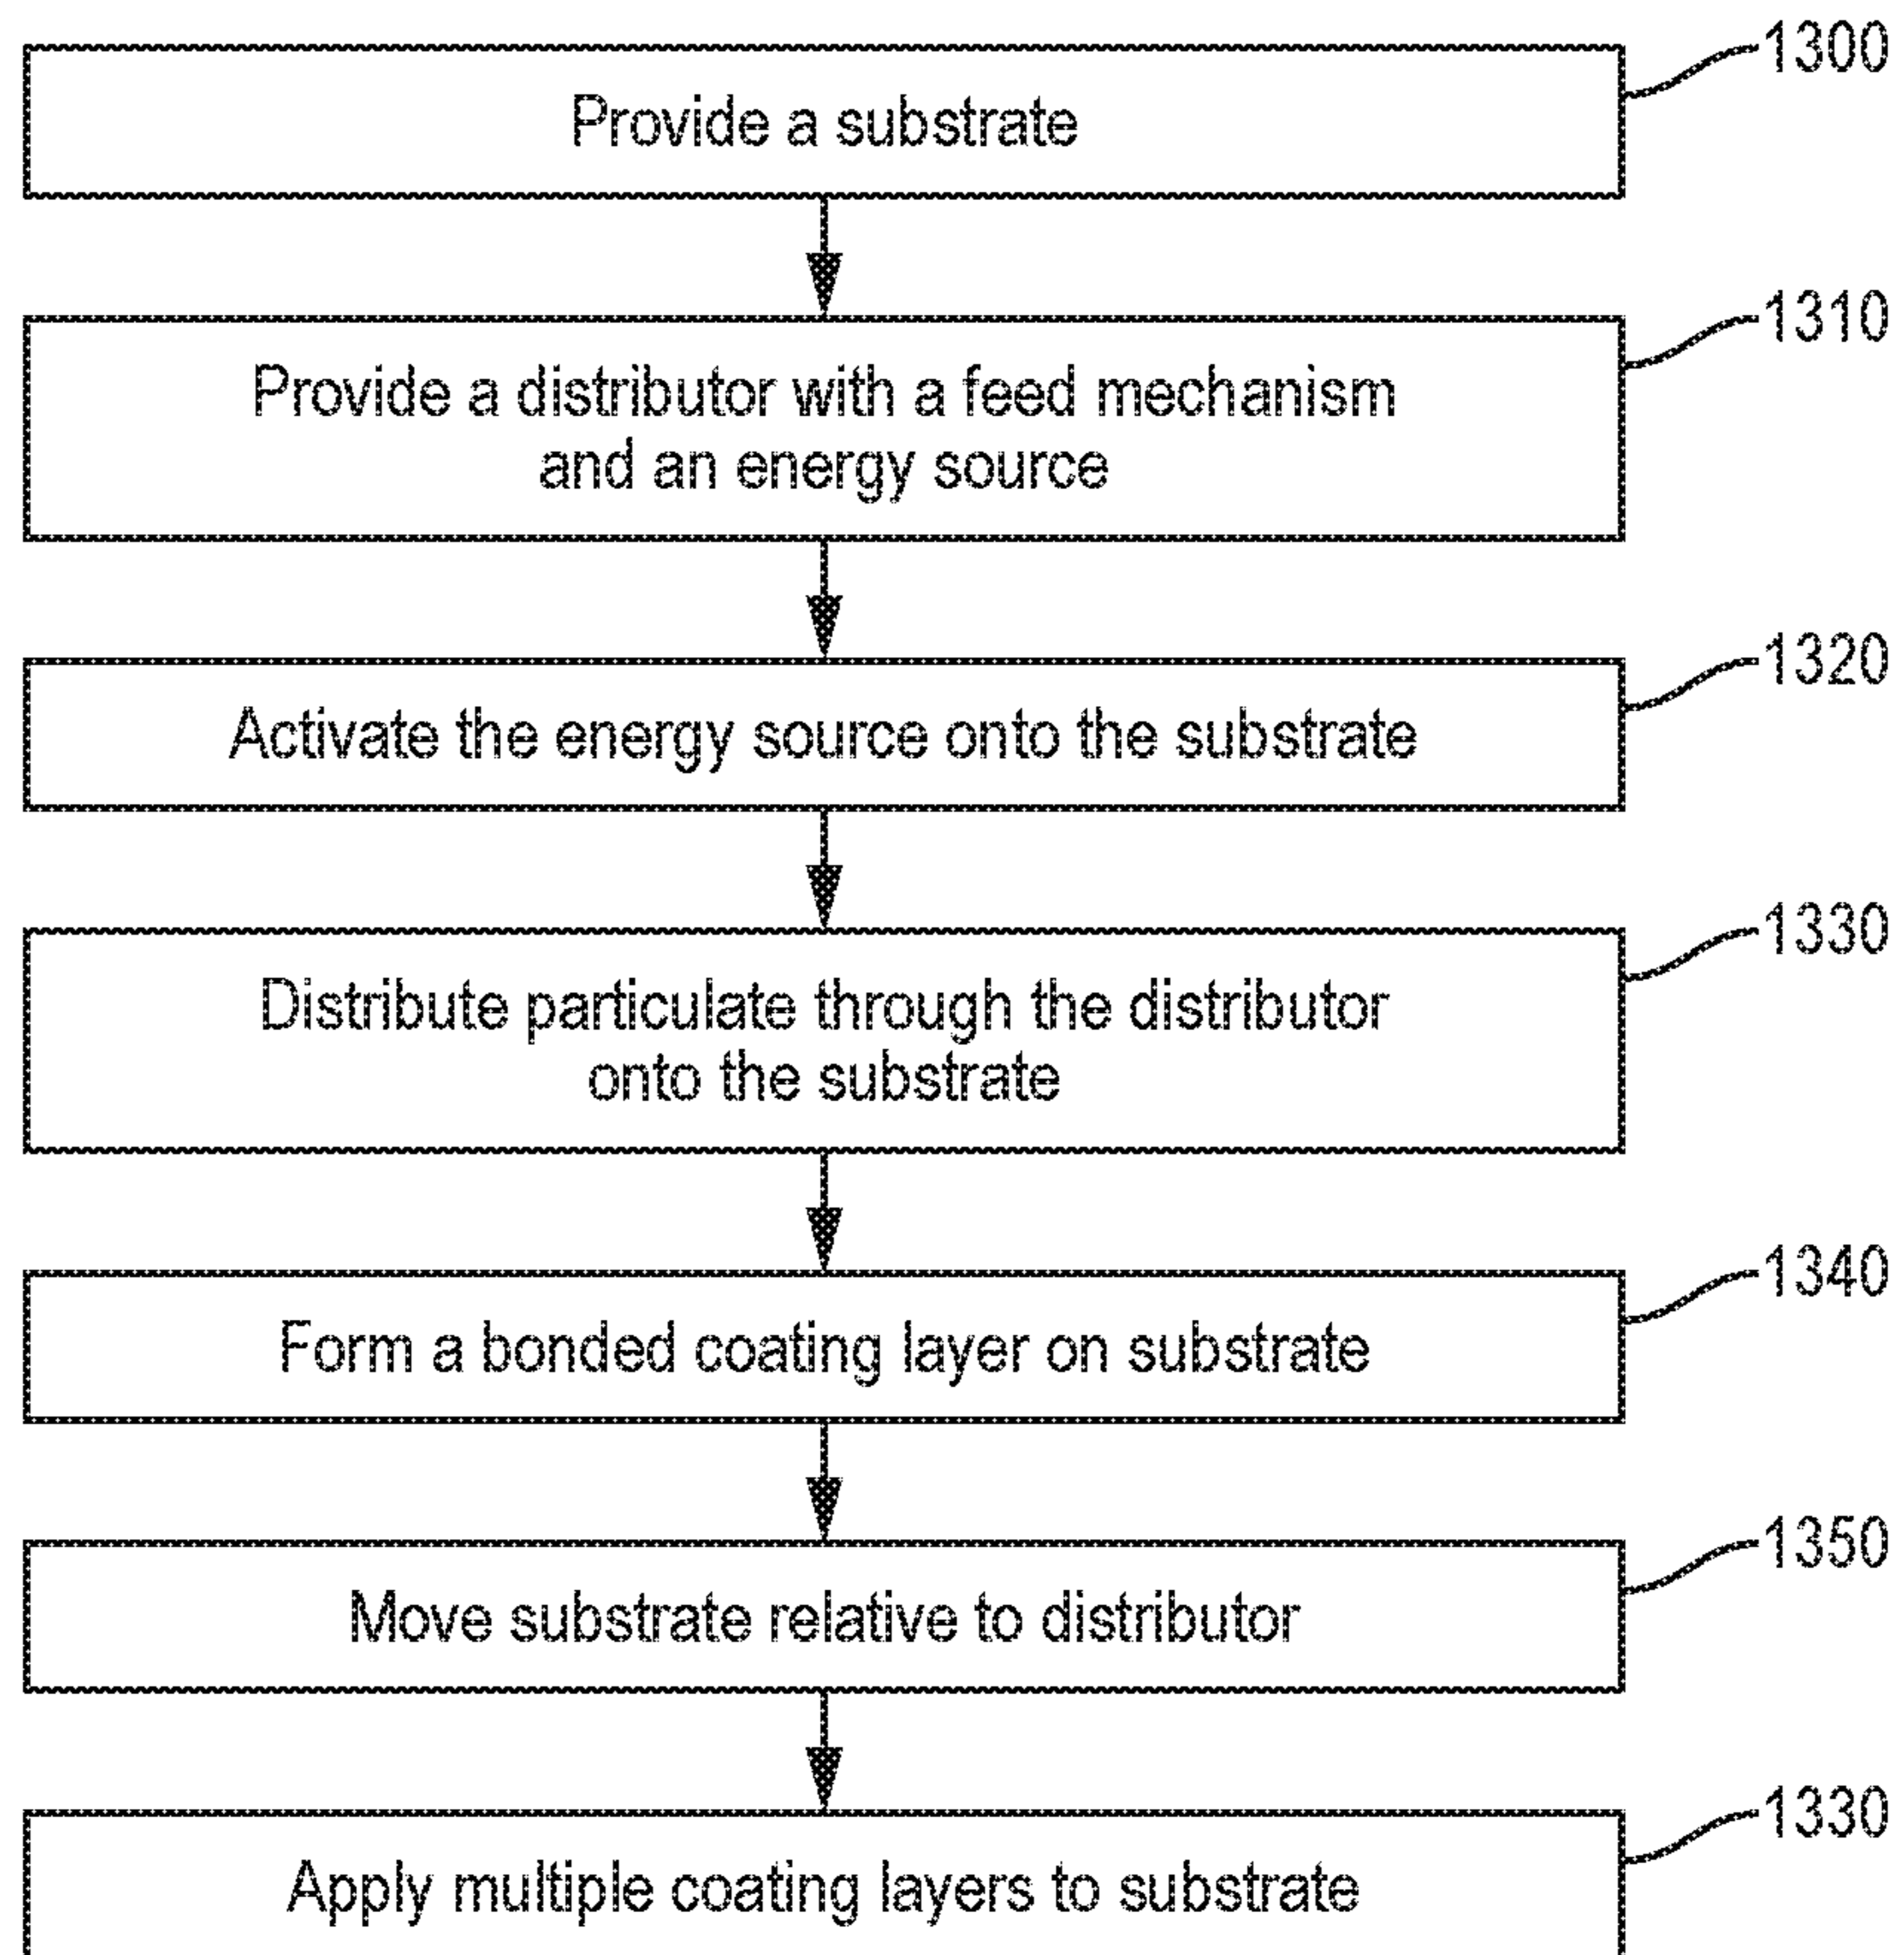 1300
Provide a substrate
1310
Provide a distributor with a feed mechanism
and an energy source
1320
Activate the energy source onto the substrate
1330
Distribute particulate through the distributor
onto the substrate
1340
Form a bonded coating layer on substrate
1350
Move substrate relative to distributor
1330
Apply multiple coating layers to substrate